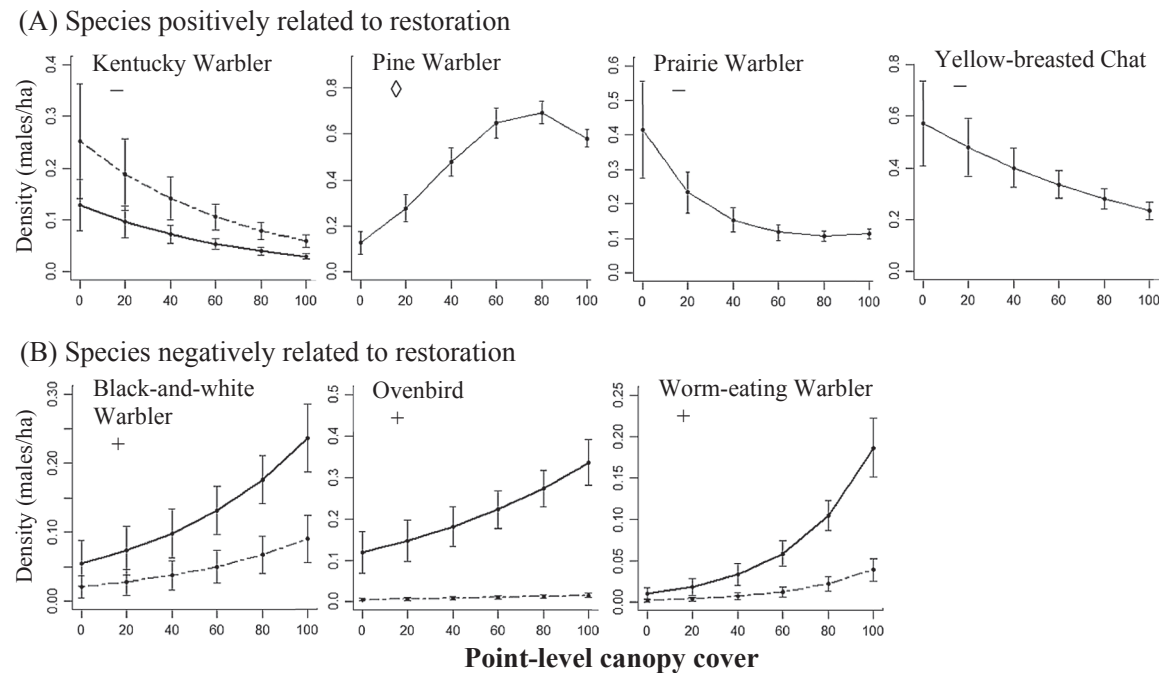 (A) Species positively related to restoration
Kentucky Warbler
Pine Warbler
Prairie Warbler
Yellow-breasted Chat
−
◊
−
−
Density (males/ha)
0.0 0.1 0.2 0.3 0.4
0.0 0.2 0.4 0.6 0.8
0.0 0.1 0.2 0.3 0.4 0.5 0.6
0.0 0.2 0.4 0.6 0.8
0 20 40 60 80 100
0 20 40 60 80 100
0 20 40 60 80 100
0 20 40 60 80 100
(B) Species negatively related to restoration
Black-and-white
Warbler
Ovenbird
Worm-eating Warbler
+
+
+
Density (males/ha)
0.00 0.10 0.20 0.30
0.0 0.1 0.2 0.3 0.4 0.5
0.00 0.05 0.10 0.15 0.20 0.25
0 20 40 60 80 100
0 20 40 60 80 100
0 20 40 60 80 100
Point-level canopy cover